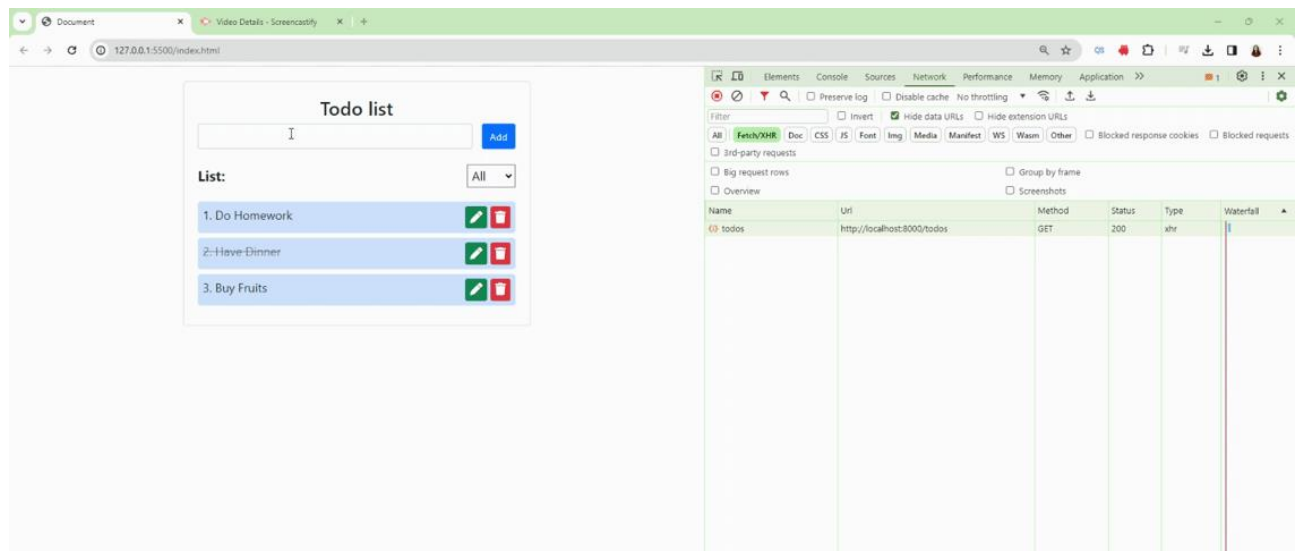 Document
Video Details - Screencastify
127.0.0.1:5500/index.html
Todo list
Add
List:
All
1. Do Homework
2. Have Dinner
3. Buy Fruits
Elements Console Sources Network Performance Memory Application
1
Preserve log Disable cache No throttling
Filter Invert Hide data URLs Hide extension URLs
All Fetch/XHR Doc CSS JS Font Img Media Manifest WS Wasm Other Blocked response cookies Blocked requests
3rd-party requests
Big request rows Group by frame
Overview Screenshots
Name Url Method Status Type Waterfall
todos http://localhost:8000/todos GET 200 xhr